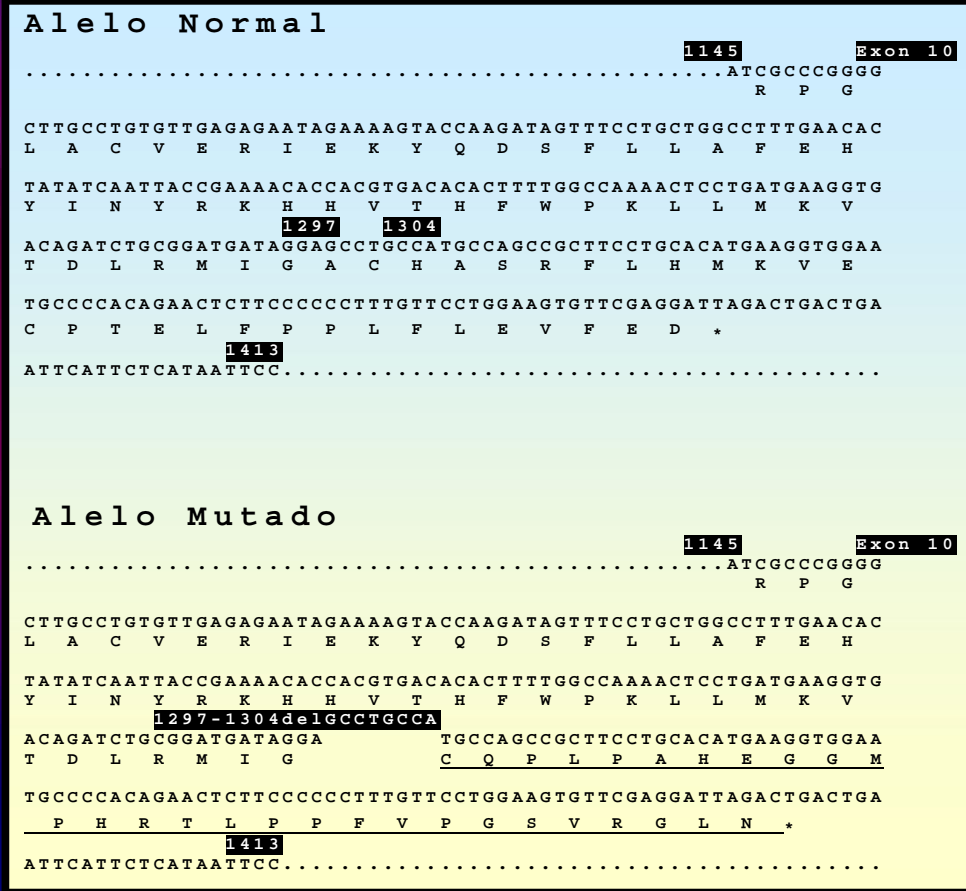 Alelo Normal
1145 Exon 10
.................................................ATCGCCCGGGG
R P G
CTTGCCTGTGTTGAGAGAATAGAAAAGTACCAAGATAGTTTCCTGCTGGCCTTTGAACAC
L A C V E R I E K Y Q D S F L L A F E H
TATATCAATTACCGAAAACACCACGTGACACACTTTTGGCCAAAACTCCTGATGAAGGTG
Y I N Y R K H H V T H F W P K L L M K V
1297 1304
ACAGATCTGCGGATGATAGGAGCCTGCCATGCCAGCCGCTTCCTGCACATGAAGGTGGAA
T D L R M I G A C H A S R F L H M K V E
TGCCCCACAGAACTCTTCCCCCCTTTGTTCCTGGAAGTGTTCGAGGATTAGACTGACTGA
C P T E L F P P L F L E V F E D *
1413
ATTCATTCTCATAATTCC..........................................
Alelo Mutado
1145 Exon 10
.................................................ATCGCCCGGGG
R P G
CTTGCCTGTGTTGAGAGAATAGAAAAGTACCAAGATAGTTTCCTGCTGGCCTTTGAACAC
L A C V E R I E K Y Q D S F L L A F E H
TATATCAATTACCGAAAACACCACGTGACACACTTTTGGCCAAAACTCCTGATGAAGGTG
Y I N Y R K H H V T H F W P K L L M K V
1297-1304delGCCTGCCA
ACAGATCTGCGGATGATAGGA TGCCAGCCGCTTCCTGCACATGAAGGTGGAA
T D L R M I G C Q P L P A H E G G M
TGCCCCACAGAACTCTTCCCCCCTTTGTTCCTGGAAGTGTTCGAGGATTAGACTGACTGA
P H R T L P P F V P G S V R G L N *
1413
ATTCATTCTCATAATTCC..........................................